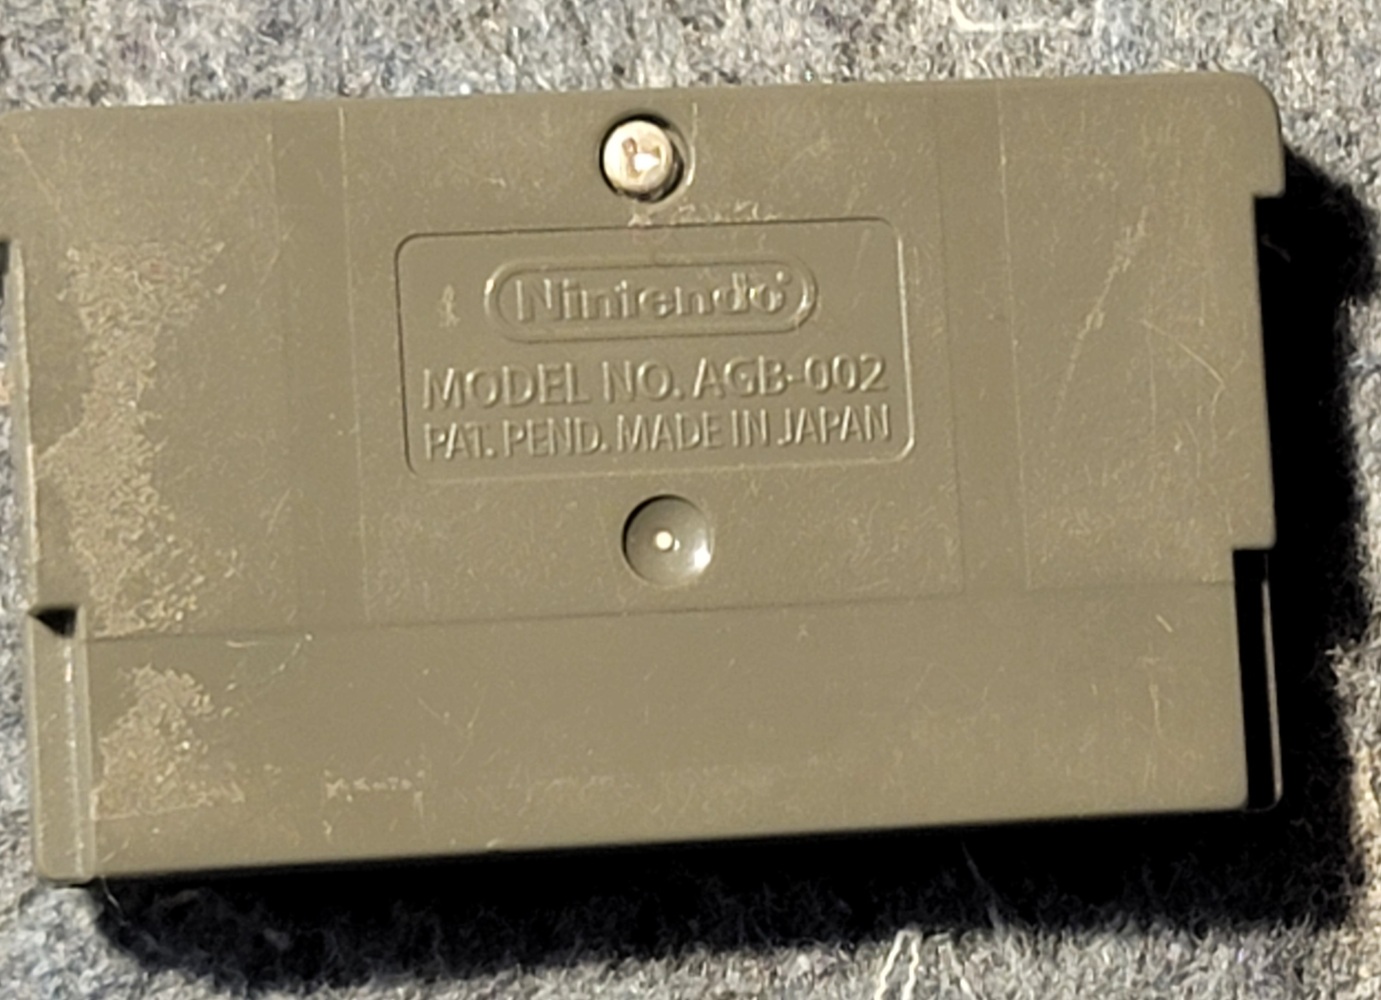 Nintendo®
MODEL NO. AGB-002
PAT. PEND. MADE IN JAPAN